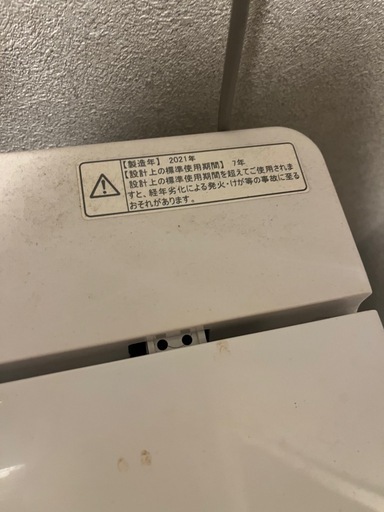 【製造年】 2021年
【設計上の標準使用期間】 7年
設計上の標準使用期間を超えてご使用されま
すと、経年劣化による発火・けが等の事故に至る
おそれがあります。